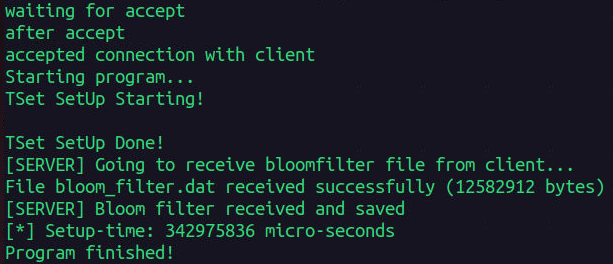 waiting for accept
after accept
accepted connection with client
Starting program...
TSet SetUp Starting!
TSet SetUp Done!
[SERVER] Going to receive bloomfilter file from client...
File bloom_filter.dat received successfully (12582912 bytes)
[SERVER] Bloom filter received and saved
[*] Setup-time: 342975836 micro-seconds
Program finished!